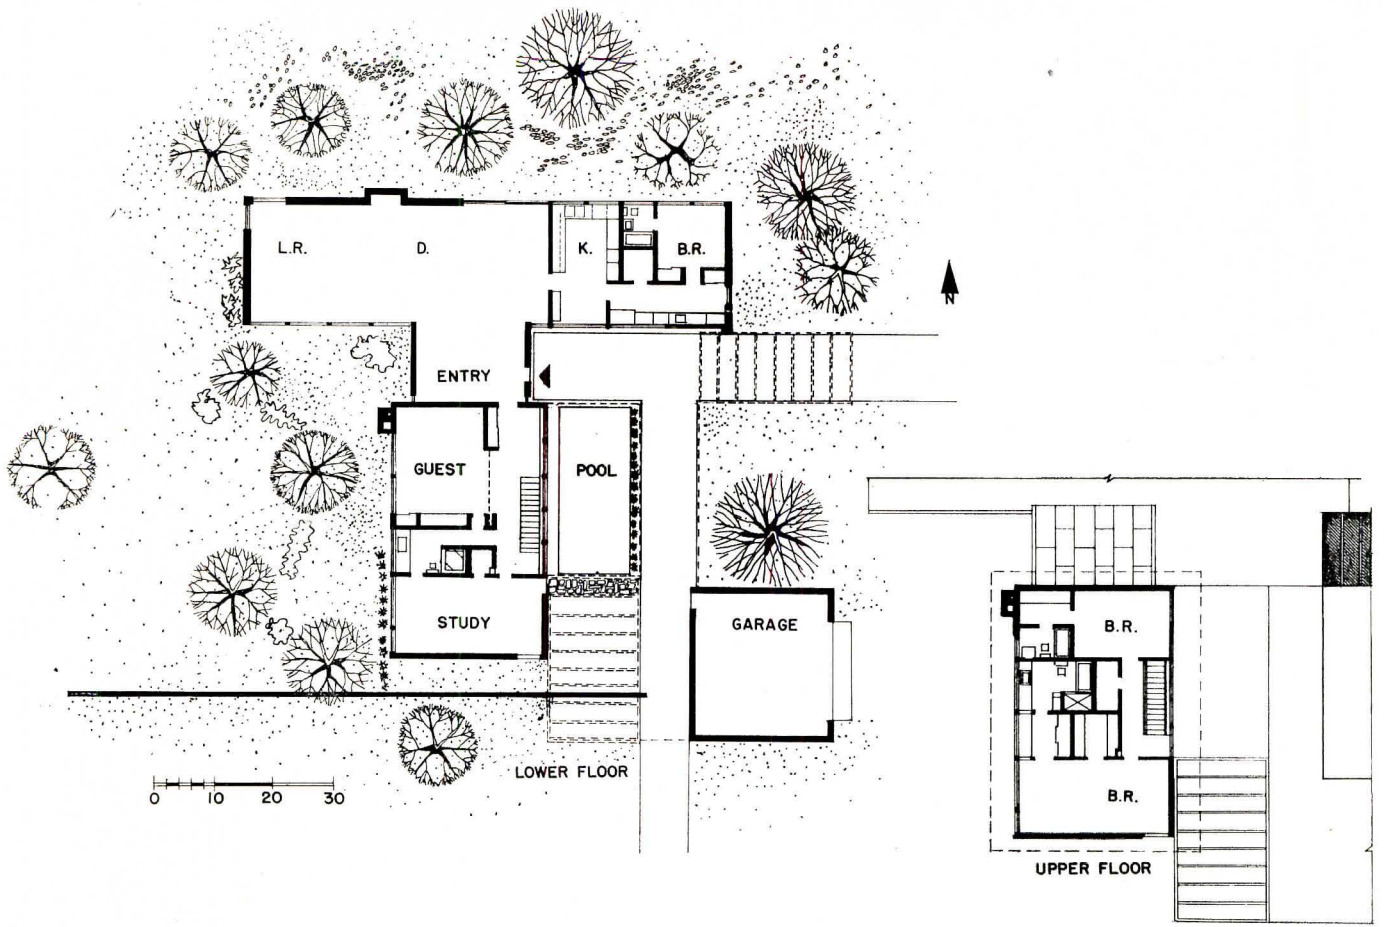 L.R.
D.
K.
B.R.
N
ENTRY
GUEST
POOL
STUDY
GARAGE
B.R.
LOWER FLOOR
0 10 20 30
B.R.
UPPER FLOOR